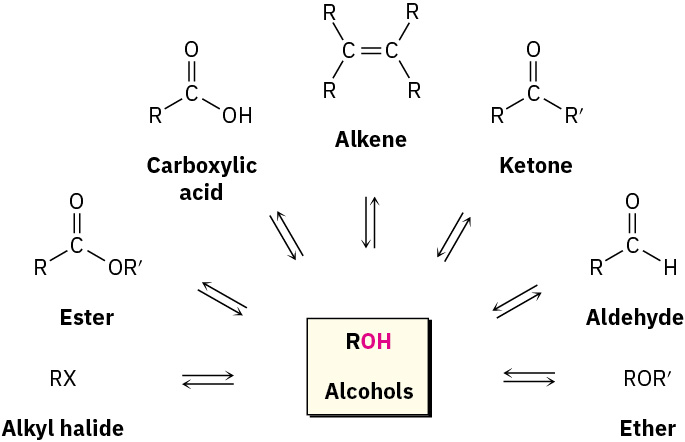 R R
C=C
R R
Alkene
O
C
R OH
Carboxylic
acid
O
C
R R′
Ketone
O
C
R OR′
Ester
O
C
R H
Aldehyde
RX
Alkyl halide
ROH
Alcohols
ROR′
Ether